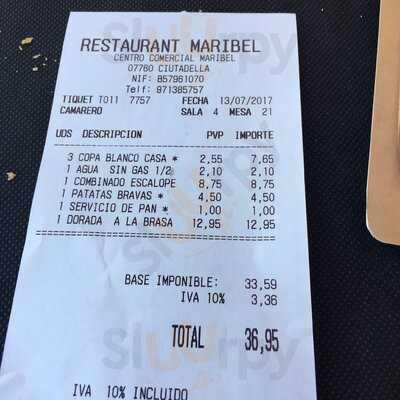 RESTAURANT MARIBEL
CENTRO COMERCIAL MARIBEL
07760 CIUTADELLA
NIF: B57961070
Telf: 971385757
TIQUET T011 7757 FECHA 13/07/2017
CAMARERO SALA 4 MESA 21
UDS DESCRIPCION PVP IMPORTE
3 COPA BLANCO CASA * 2,55 7,65
1 AGUA SIN GAS 1/2 2,10 2,10
1 COMBINADO ESCALOPE 8,75 8,75
1 PATATAS BRAVAS * 4,50 4,50
1 SERVICIO DE PAN * 1,00 1,00
1 DORADA A LA BRASA 12,95 12,95
BASE IMPONIBLE: 33,59
IVA 10% 3,36
TOTAL 36,95
IVA 10% INCLUIDO
sluurpy